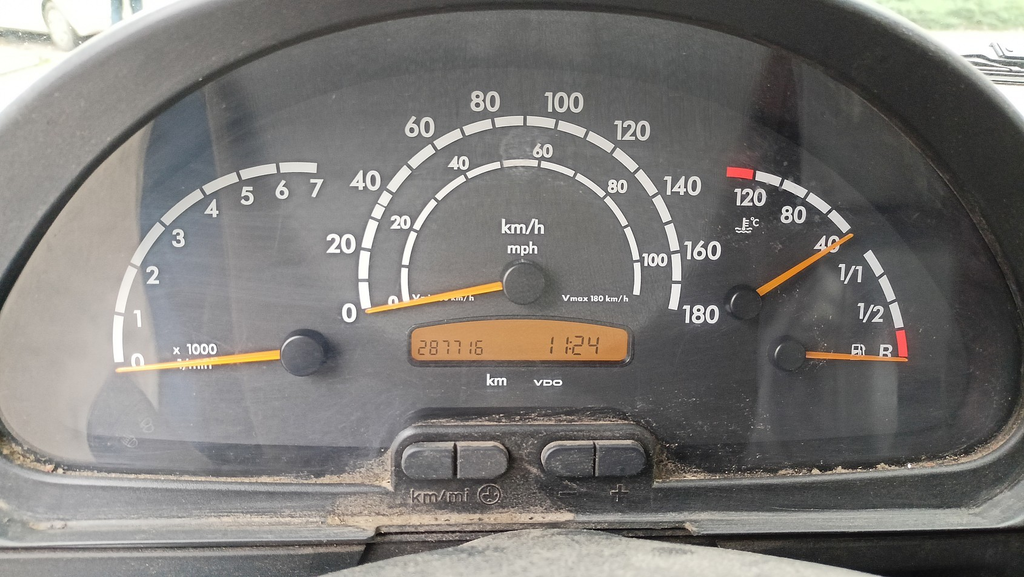 0 1 2 3 4 5 6 7
x 1000
1/min
0 20 40 60 80 100 120 140 160 180
0 20 40 60 80 100
km/h
mph
Vmax 180 km/h
287716 11:24
km VDO
120 80 40
°C
1/1
1/2
R
km/mi - +